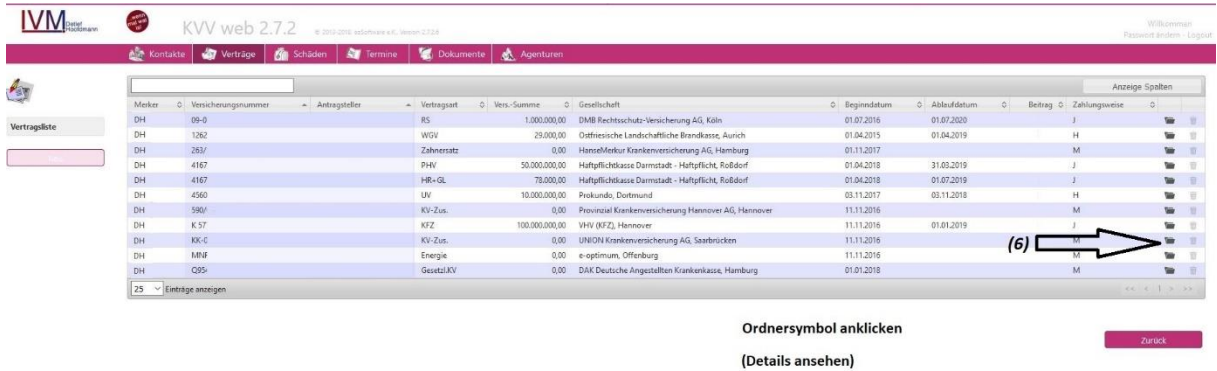 IVM Detlef
KVV web 2.7.2
Willkommen
Passwort ändern - Logout
Kontakte Verträge Schäden Termine Dokumente Agenturen
Anzeige Spalten
Vertragsliste
Merker Versicherungsnummer Antragsteller Vertragsart Vers.-Summe Gesellschaft Beginndatum Ablaufdatum Beitrag Zahlungsweise
DH 09-0 RS 1.000.000,00 DMB Rechtsschutz-Versicherung AG, Köln 01.07.2016 01.07.2020 J
DH 1262 WGV 29.000,00 Ostfriesische Landschaftliche Brandkasse, Aurich 01.04.2015 01.04.2019 H
DH 263/ Zahnersatz 0,00 HanseMerkur Krankenversicherung AG, Hamburg 01.11.2017 M
DH 4167 PHV 50.000.000,00 Haftpflichtkasse Darmstadt - Haftpflicht, Roßdorf 01.04.2018 31.03.2019 J
DH 4167 HR+GL 78.000,00 Haftpflichtkasse Darmstadt - Haftpflicht, Roßdorf 01.04.2018 01.07.2019 J
DH 4560 UV 10.000.000,00 Prokundo, Dortmund 03.11.2017 03.11.2018 H
DH 590/ KV-Zus. 0,00 Provinzial Krankenversicherung Hannover AG, Hannover 11.11.2016 M
DH K 57 KFZ 100.000.000,00 VHV (KFZ), Hannover 11.11.2016 01.01.2019 J
DH KK-0 KV-Zus. 0,00 UNION Krankenversicherung AG, Saarbrücken 11.11.2016 (6) M
DH MNF Energie 0,00 e-optimum, Offenburg 11.11.2016 M
DH Q95 Gesetzl.KV 0,00 DAK Deutsche Angestellten Krankenkasse, Hamburg 01.01.2018 M
25 Einträge anzeigen << < 1 > >>
Ordnersymbol anklicken
Zurück
(Details ansehen)